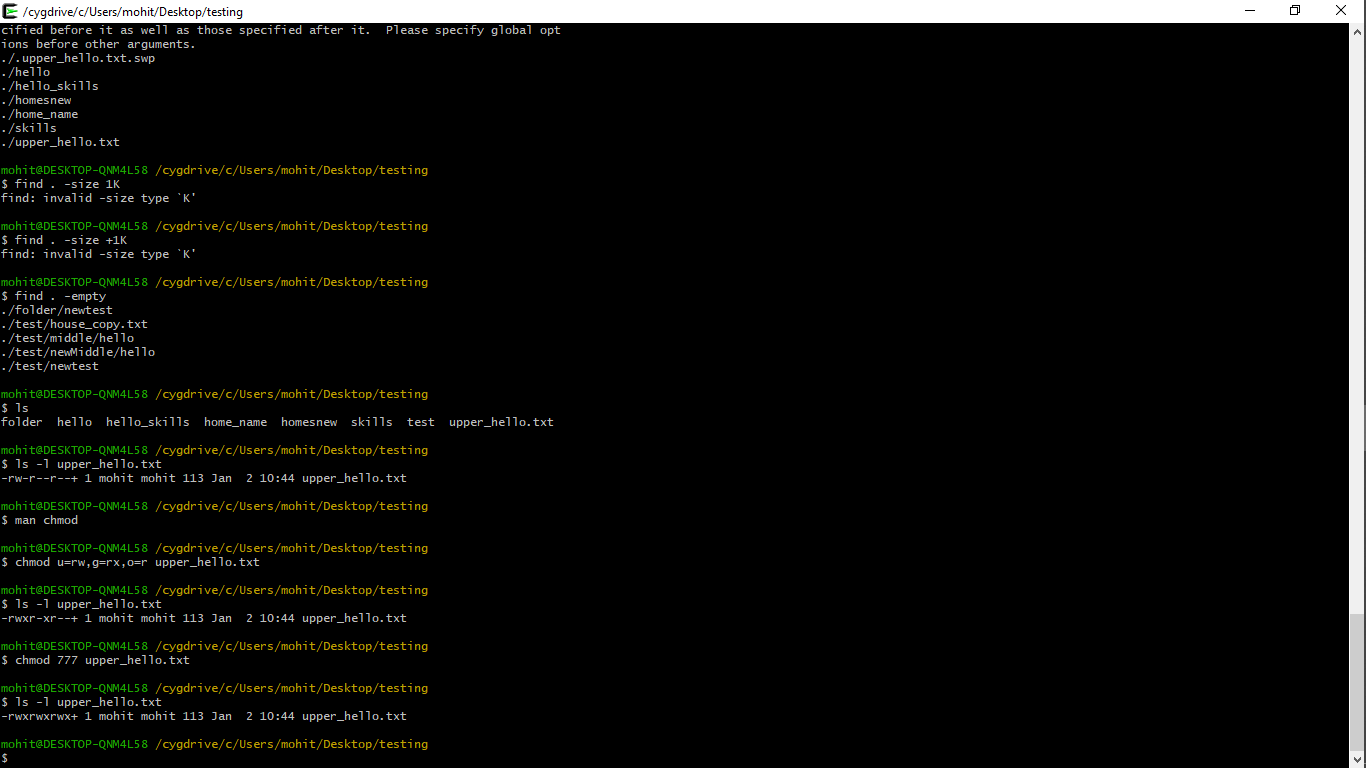 /cygdrive/c/Users/mohit/Desktop/testing
cified before it as well as those specified after it.  Please specify global opt
ions before other arguments.
./.upper_hello.txt.swp
./hello
./hello_skills
./homesnew
./home_name
./skills
./upper_hello.txt

mohit@DESKTOP-QNM4L58 /cygdrive/c/Users/mohit/Desktop/testing
$ find . -size 1K
find: invalid -size type `K'

mohit@DESKTOP-QNM4L58 /cygdrive/c/Users/mohit/Desktop/testing
$ find . -size +1K
find: invalid -size type `K'

mohit@DESKTOP-QNM4L58 /cygdrive/c/Users/mohit/Desktop/testing
$ find . -empty
./folder/newtest
./test/house_copy.txt
./test/middle/hello
./test/newMiddle/hello
./test/newtest

mohit@DESKTOP-QNM4L58 /cygdrive/c/Users/mohit/Desktop/testing
$ ls
folder  hello  hello_skills  home_name  homesnew  skills  test  upper_hello.txt

mohit@DESKTOP-QNM4L58 /cygdrive/c/Users/mohit/Desktop/testing
$ ls -l upper_hello.txt
-rw-r--r--+ 1 mohit mohit 113 Jan  2 10:44 upper_hello.txt

mohit@DESKTOP-QNM4L58 /cygdrive/c/Users/mohit/Desktop/testing
$ man chmod

mohit@DESKTOP-QNM4L58 /cygdrive/c/Users/mohit/Desktop/testing
$ chmod u=rw,g=rx,o=r upper_hello.txt

mohit@DESKTOP-QNM4L58 /cygdrive/c/Users/mohit/Desktop/testing
$ ls -l upper_hello.txt
-rwxr-xr--+ 1 mohit mohit 113 Jan  2 10:44 upper_hello.txt

mohit@DESKTOP-QNM4L58 /cygdrive/c/Users/mohit/Desktop/testing
$ chmod 777 upper_hello.txt

mohit@DESKTOP-QNM4L58 /cygdrive/c/Users/mohit/Desktop/testing
$ ls -l upper_hello.txt
-rwxrwxrwx+ 1 mohit mohit 113 Jan  2 10:44 upper_hello.txt

mohit@DESKTOP-QNM4L58 /cygdrive/c/Users/mohit/Desktop/testing
$